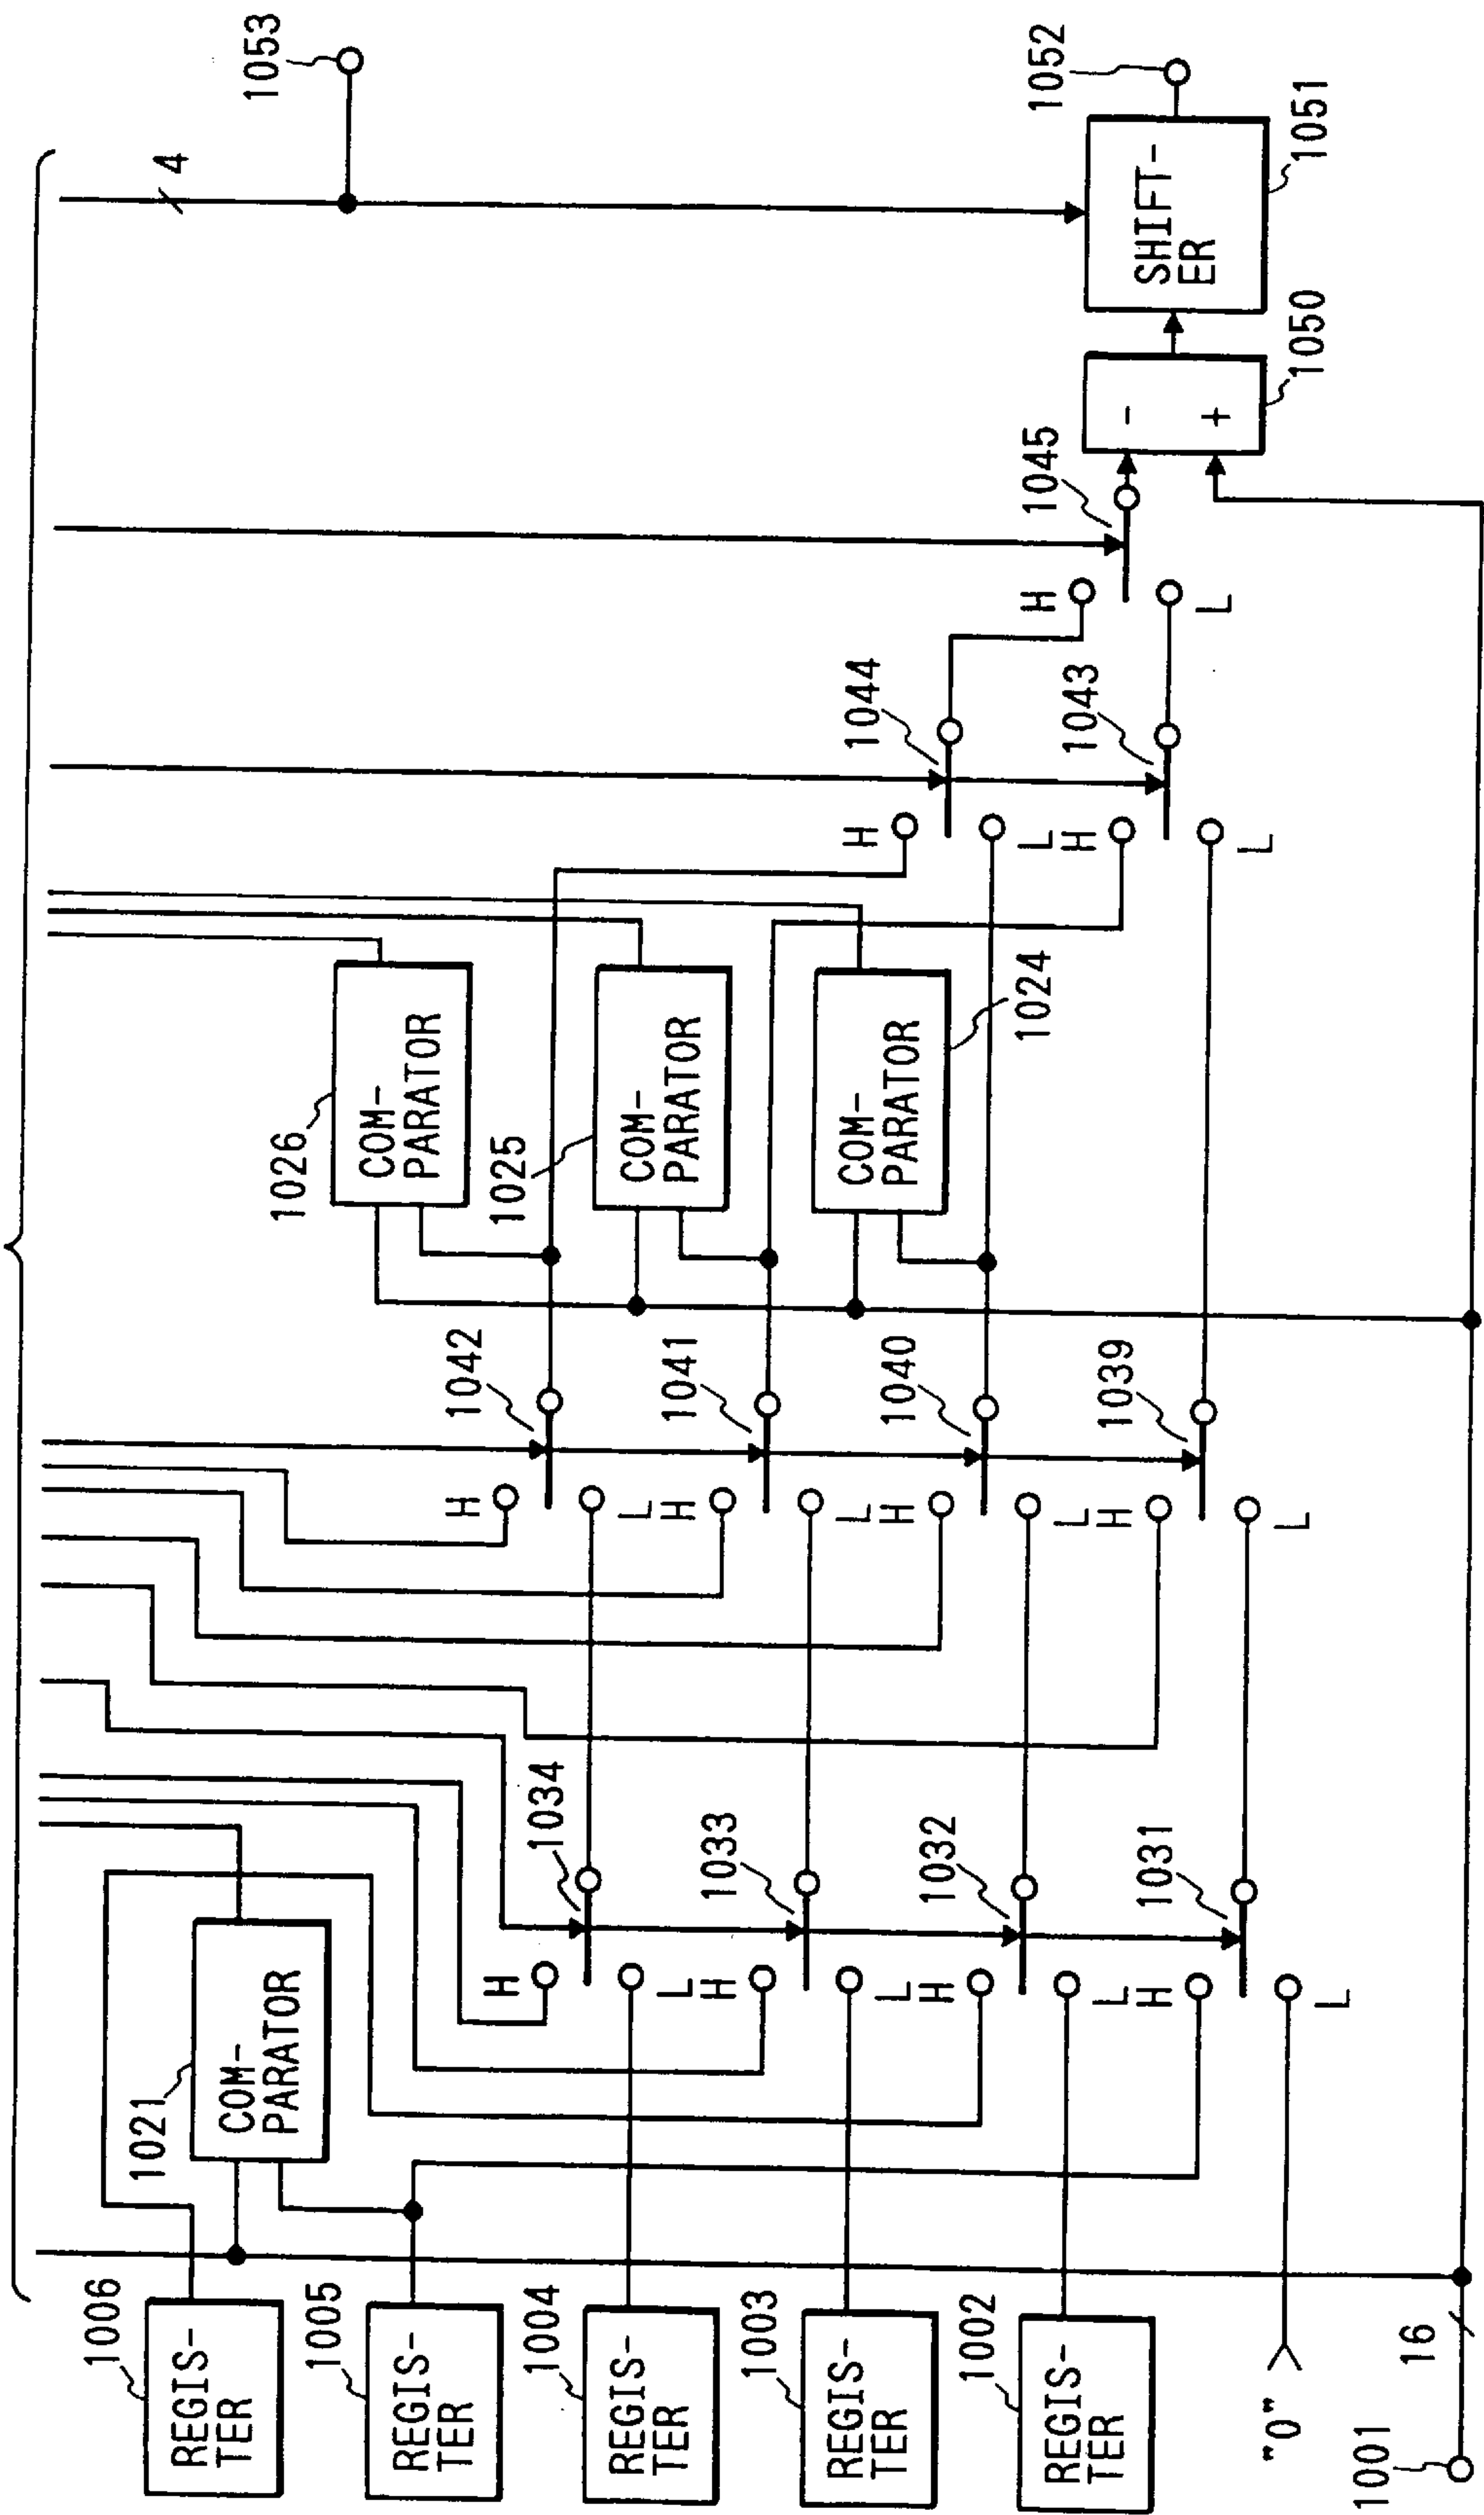 1006
REGIS-
TER
1021
COM-
PARATOR
4
1053
1026
COM-
PARATOR
1005
REGIS-
TER
1034
H
L
1042
H
L
1025
COM-
PARATOR
1004
REGIS-
TER
1033
H
L
1041
H
L
1024
COM-
PARATOR
1044
H
L
1003
REGIS-
TER
1032
H
L
1040
H
L
1043
H
L
1045
H
L
1002
REGIS-
TER
1031
H
L
1039
H
L
-
+
1050
SHIFT-
ER
1051
1052
"0"
16
1001